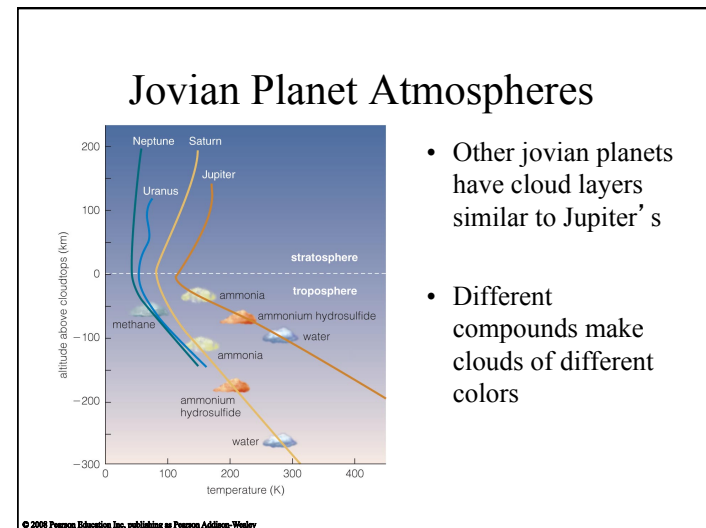 Jovian Planet Atmospheres
Neptune Saturn
Jupiter
Uranus
200
100
0
−100
−200
−300
altitude above cloudtops (km)
stratosphere
troposphere
ammonia
ammonium hydrosulfide
methane
water
ammonia
ammonium
hydrosulfide
water
0 100 200 300 400
temperature (K)
• Other jovian planets
have cloud layers
similar to Jupiter’s
• Different
compounds make
clouds of different
colors
© 2008 Pearson Education Inc, publishing as Pearson Addison-Wesley